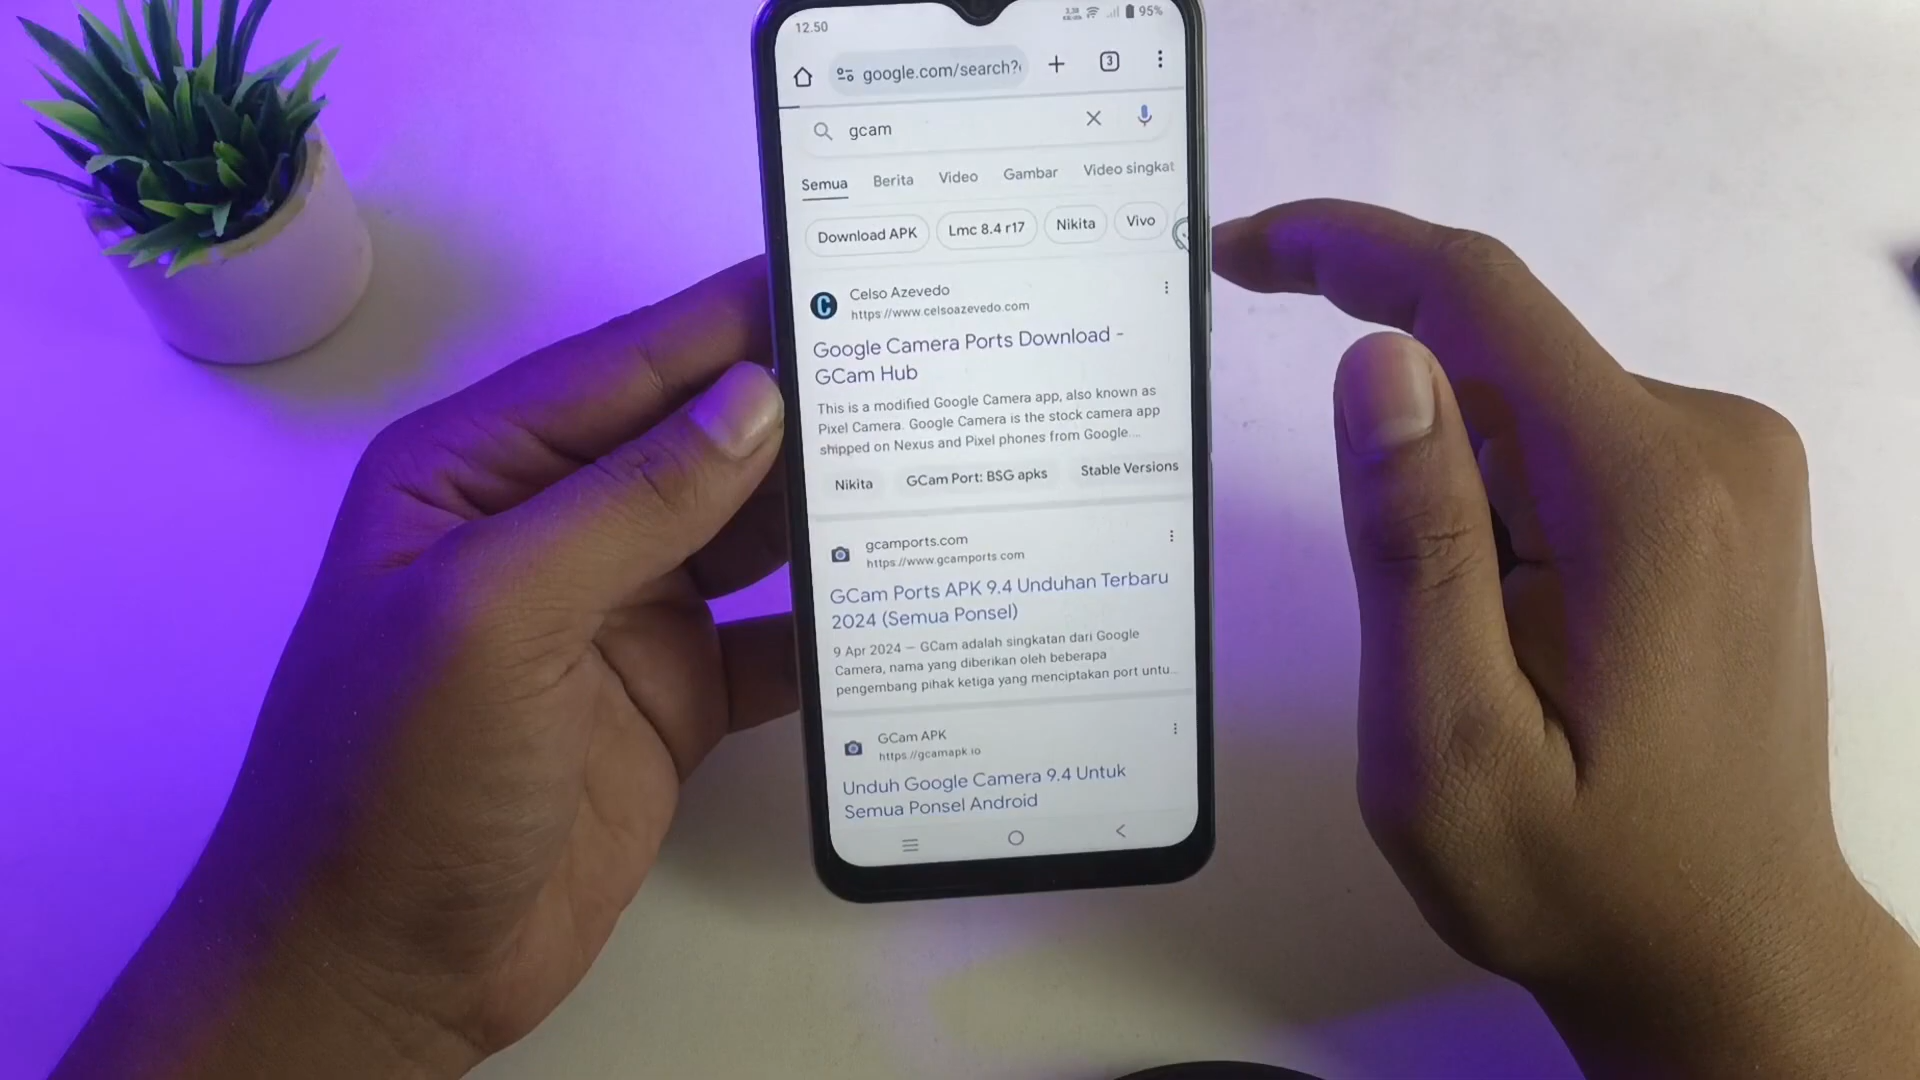 12.50
95%
google.com/search?
3
gcam
Semua Berita Video Gambar Video singkat
Download APK Lmc 8.4 r17 Nikita Vivo
Celso Azevedo
https://www.celsoazevedo.com
Google Camera Ports Download -
GCam Hub
This is a modified Google Camera app, also known as
Pixel Camera. Google Camera is the stock camera app
shipped on Nexus and Pixel phones from Google...
Nikita GCam Port: BSG apks Stable Versions
gcamports.com
https://www.gcamports.com
GCam Ports APK 9.4 Unduhan Terbaru
2024 (Semua Ponsel)
9 Apr 2024 — GCam adalah singkatan dari Google
Camera, nama yang diberikan oleh beberapa
pengembang pihak ketiga yang menciptakan port untu...
GCam APK
https://gcamapk.io
Unduh Google Camera 9.4 Untuk
Semua Ponsel Android